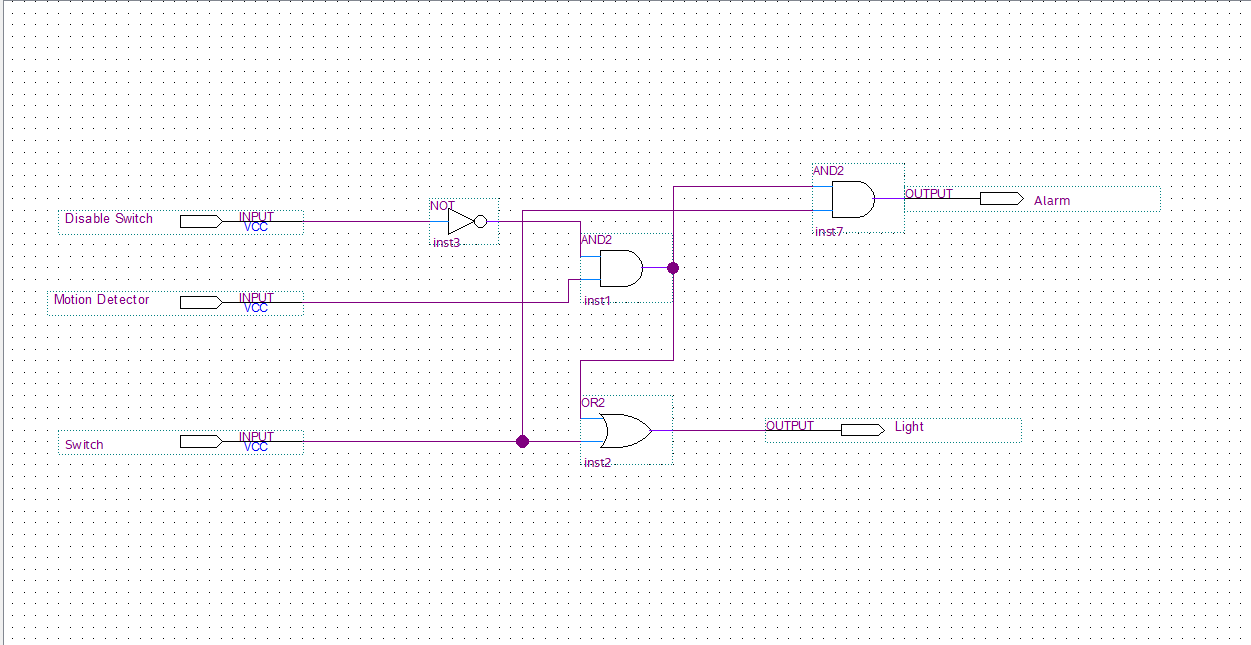 AND2
OUTPUT
Alarm
inst7
Disable Switch
INPUT
VCC
NOT
inst3
AND2
inst1
Motion Detector
INPUT
VCC
OR2
inst2
OUTPUT
Light
Switch
INPUT
VCC